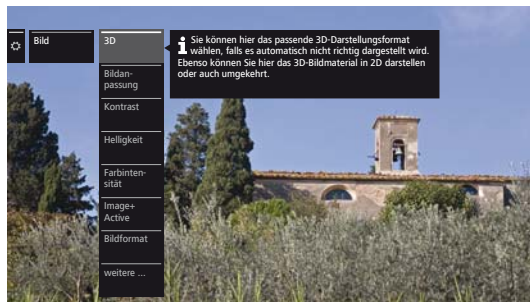 Bild
3D
Bildan-
passung
Kontrast
Helligkeit
Farbinten-
sität
Image+
Active
Bildformat
weitere ...
i Sie können hier das passende 3D-Darstellungsformat
wählen, falls es automatisch nicht richtig dargestellt wird.
Ebenso können Sie hier das 3D-Bildmaterial in 2D darstellen
oder auch umgekehrt.